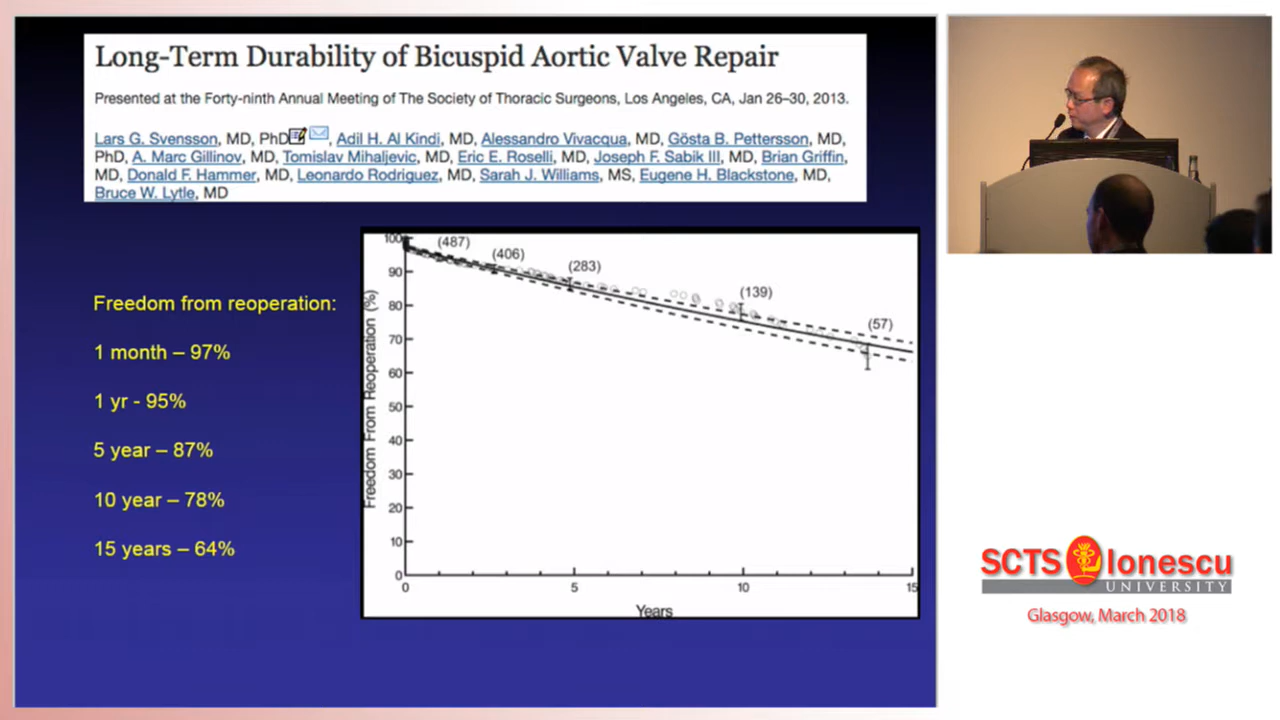 Long-Term Durability of Bicuspid Aortic Valve Repair
Presented at the Forty-ninth Annual Meeting of The Society of Thoracic Surgeons, Los Angeles, CA, Jan 26–30, 2013.
Lars G. Svensson, MD, PhD, Adil H. Al Kindi, MD, Alessandro Vivacqua, MD, Gösta B. Pettersson, MD,
PhD, A. Marc Gillinov, MD, Tomislav Mihaljevic, MD, Eric E. Roselli, MD, Joseph F. Sabik III, MD, Brian Griffin,
MD, Donald F. Hammer, MD, Leonardo Rodriguez, MD, Sarah J. Williams, MS, Eugene H. Blackstone, MD,
Bruce W. Lytle, MD
Freedom from reoperation:
1 month – 97%
1 yr - 95%
5 year – 87%
10 year – 78%
15 years – 64%
Freedom From Reoperation (%)
100
90
80
70
60
50
40
30
20
10
0
(487)
(406)
(283)
(139)
(57)
0 5 10 15
Years
SCTS Ionescu
UNIVERSITY
Glasgow, March 2018